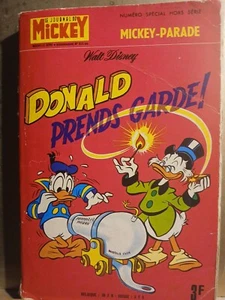 LE JOURNAL DE
MICKEY
NUMÉRO SPÉCIAL HORS SÉRIE
MICKEY-PARADE
Walt Disney
DONALD
PRENDS GARDE!
3F